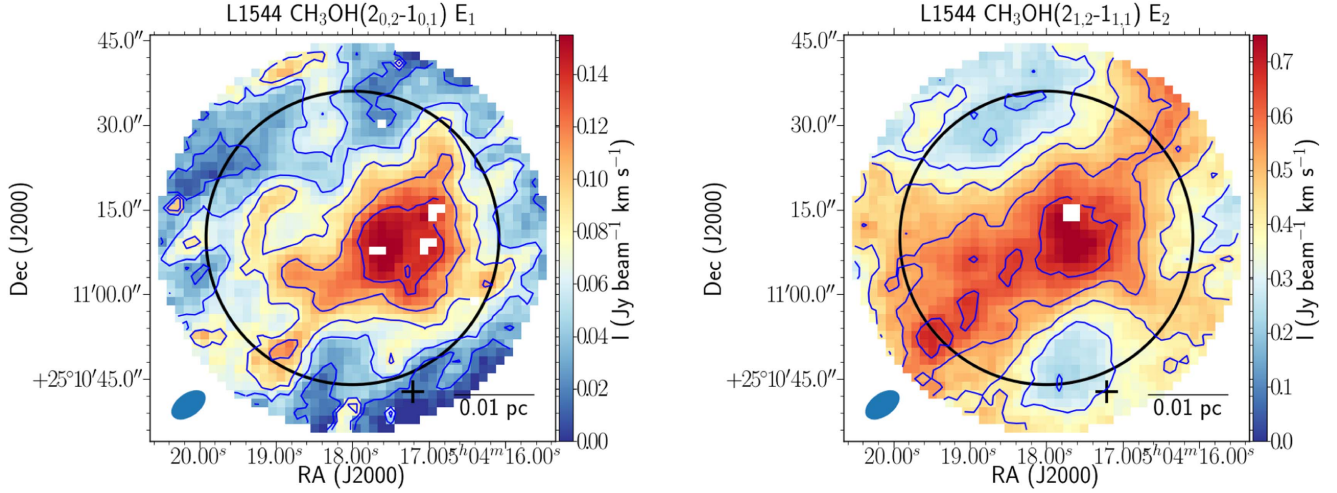 L1544 CH₃OH(2₀,₂-1₀,₁) E₁
45.0″
30.0″
15.0″
11′00.0″
+25°10′45.0″
Dec (J2000)
20.00ˢ 19.00ˢ 18.00ˢ 17.00ˢ 5ʰ04ᵐ16.00ˢ
RA (J2000)
0.01 pc
0.14
0.12
0.10
0.08
0.06
0.04
0.02
0.00
I (Jy beam⁻¹ km s⁻¹)
L1544 CH₃OH(2₁,₂-1₁,₁) E₂
45.0″
30.0″
15.0″
11′00.0″
+25°10′45.0″
Dec (J2000)
20.00ˢ 19.00ˢ 18.00ˢ 17.00ˢ 5ʰ04ᵐ16.00ˢ
RA (J2000)
0.01 pc
0.7
0.6
0.5
0.4
0.3
0.2
0.1
0.0
I (Jy beam⁻¹ km s⁻¹)